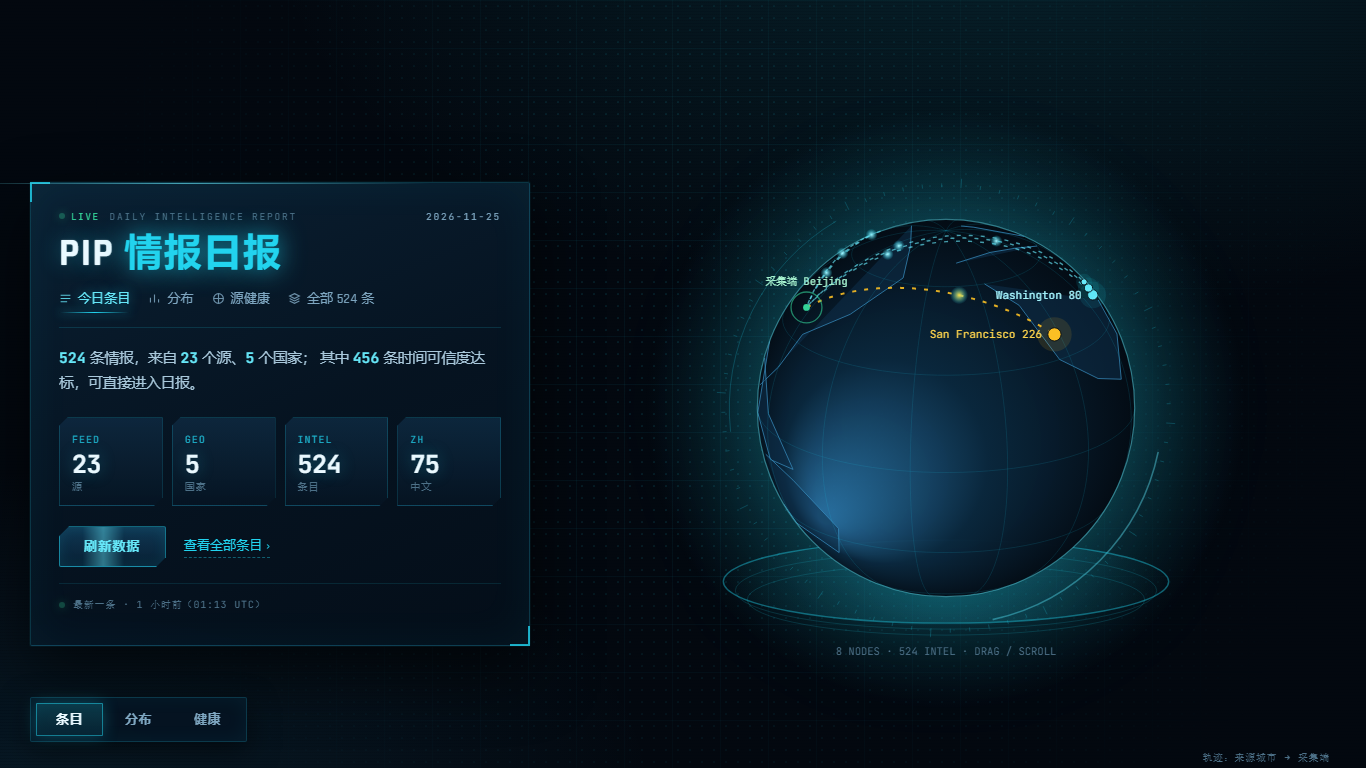 LIVE DAILY INTELLIGENCE REPORT 2026-11-25
PIP 情报日报
今日条目 分布 源健康 全部 524 条
524 条情报，来自 23 个源、5 个国家； 其中 456 条时间可信度达
标，可直接进入日报。
FEED GEO INTEL ZH
23 5 524 75
源 国家 条目 中文
刷新数据 查看全部条目 ›
最新一条 · 1 小时前 (01:13 UTC)
条目 分布 健康
采集端 Beijing
Washington 80
San Francisco 226
8 NODES · 524 INTEL · DRAG / SCROLL
轨迹: 来源城市 → 采集端